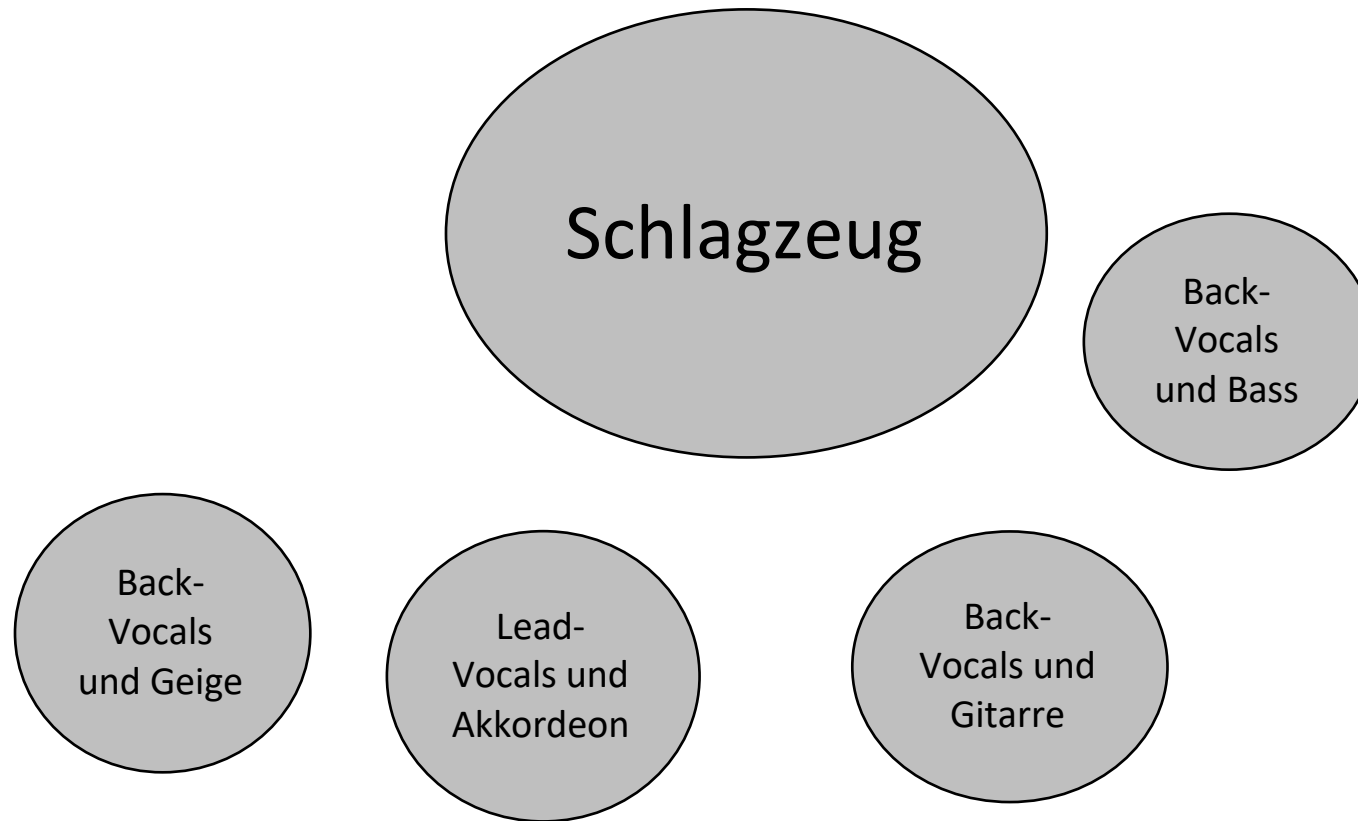 Schlagzeug
Back-
Vocals
und Bass
Back-
Vocals
und Geige
Lead-
Vocals und
Akkordeon
Back-
Vocals und
Gitarre